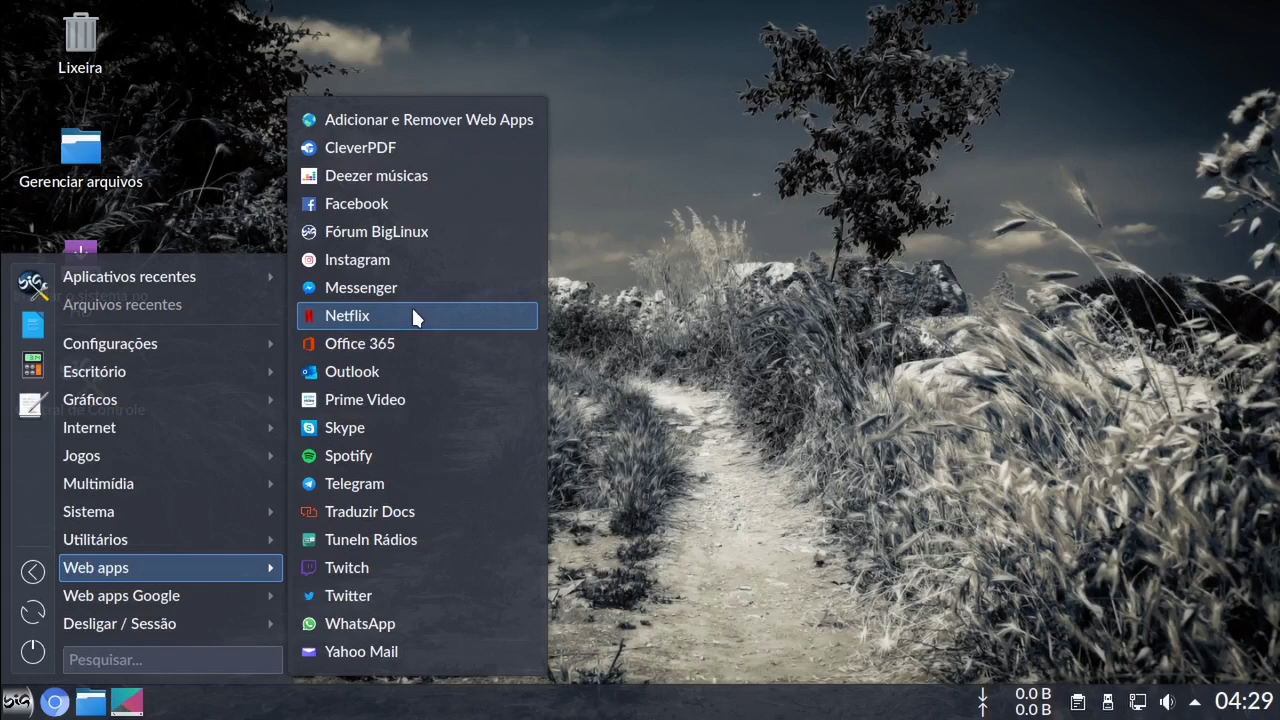 Lixeira
Gerenciar arquivos
Aplicativos recentes
Arquivos recentes
Configurações
Escritório
Gráficos
Internet
Jogos
Multimídia
Sistema
Utilitários
Web apps
Web apps Google
Desligar / Sessão
Pesquisar...
Adicionar e Remover Web Apps
CleverPDF
Deezer músicas
Facebook
Fórum BigLinux
Instagram
Messenger
Netflix
Office 365
Outlook
Prime Video
Skype
Spotify
Telegram
Traduzir Docs
TuneIn Rádios
Twitch
Twitter
WhatsApp
Yahoo Mail
0.0 B
0.0 B
04:29